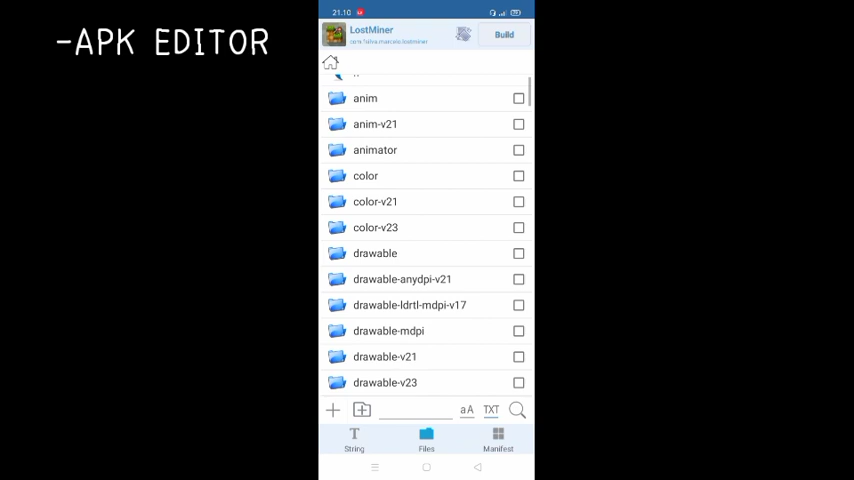 -APK EDITOR
21.10
LostMiner
Build
com.fsilva.marcelo.lostminer
..
anim
anim-v21
animator
color
color-v21
color-v23
drawable
drawable-anydpi-v21
drawable-ldrtl-mdpi-v17
drawable-mdpi
drawable-v21
drawable-v23
aA TXT
String Files Manifest